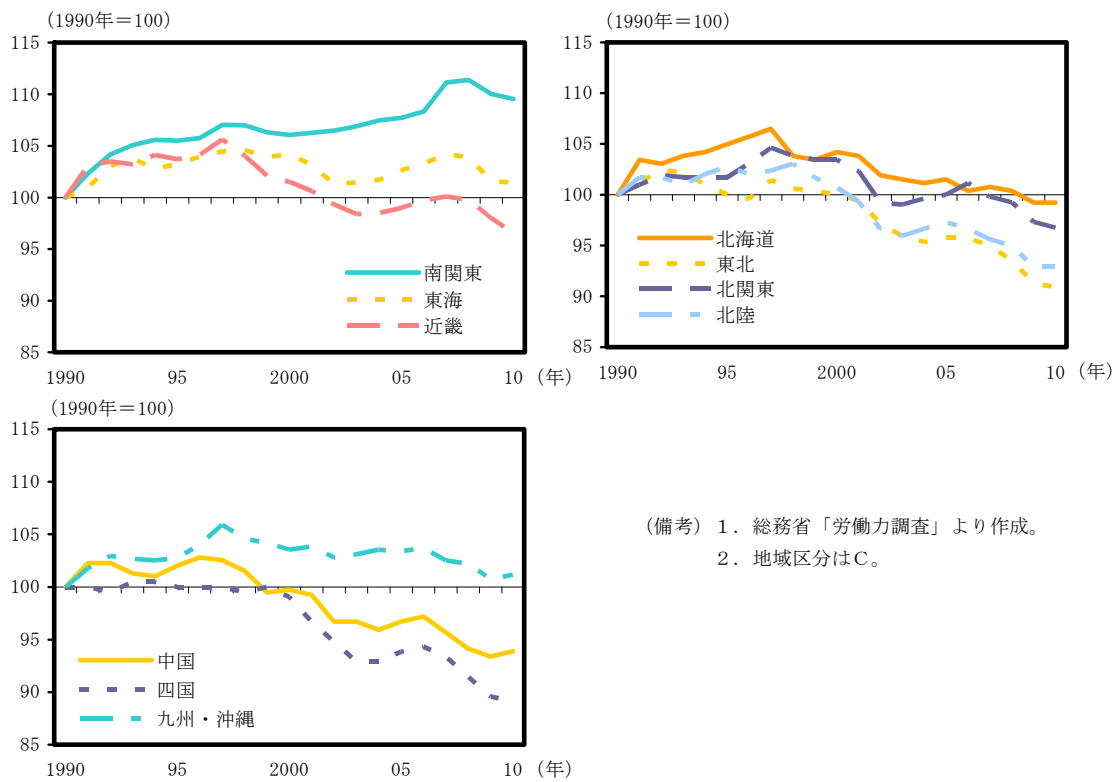 (1990年=100)
115
110
105
100
95
90
85
南関東
東海
近畿
1990
95
2000
05
10
(年)
(1990年=100)
115
110
105
100
95
90
85
北海道
東北
北関東
北陸
1990
95
2000
05
10
(年)
(1990年=100)
115
110
105
100
95
90
85
中国
四国
九州・沖縄
1990
95
2000
05
10
(年)
(備考)1.総務省「労働力調査」より作成。
2.地域区分はC。